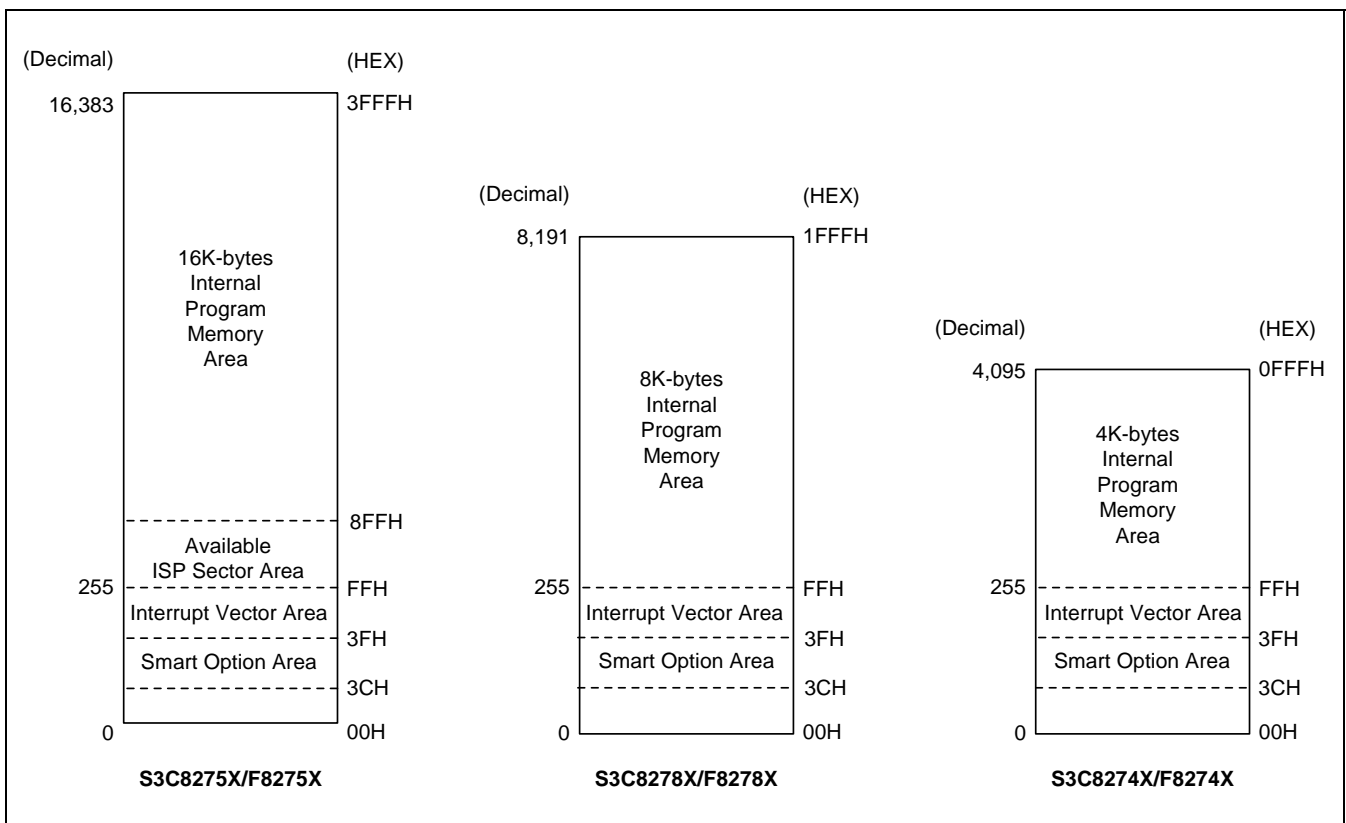 (Decimal)
(HEX)
16,383
3FFFH
16K-bytes
Internal
Program
Memory
Area
8FFH
Available
ISP Sector Area
255
FFH
Interrupt Vector Area
3FH
Smart Option Area
3CH
0
00H
S3C8275X/F8275X
(Decimal)
(HEX)
8,191
1FFFH
8K-bytes
Internal
Program
Memory
Area
255
FFH
Interrupt Vector Area
3FH
Smart Option Area
3CH
0
00H
S3C8278X/F8278X
(Decimal)
(HEX)
4,095
0FFFH
4K-bytes
Internal
Program
Memory
Area
255
FFH
Interrupt Vector Area
3FH
Smart Option Area
3CH
0
00H
S3C8274X/F8274X